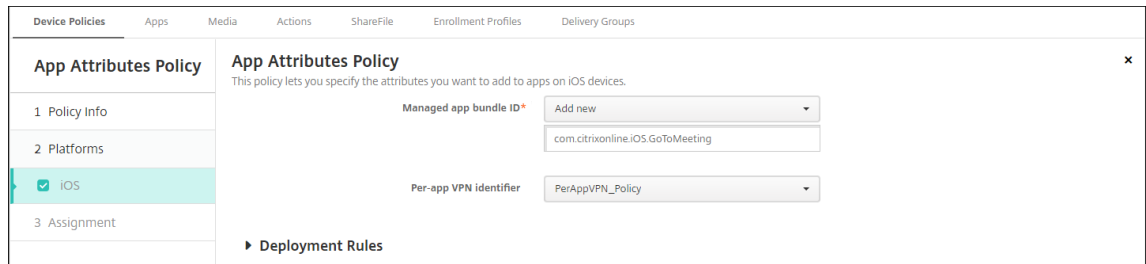 Device Policies Apps Media Actions ShareFile Enrollment Profiles Delivery Groups
App Attributes Policy
1 Policy Info
2 Platforms
iOS
3 Assignment
App Attributes Policy
This policy lets you specify the attributes you want to add to apps on iOS devices.
Managed app bundle ID* Add new
com.citrixonline.iOS.GoToMeeting
Per-app VPN identifier PerAppVPN_Policy
Deployment Rules